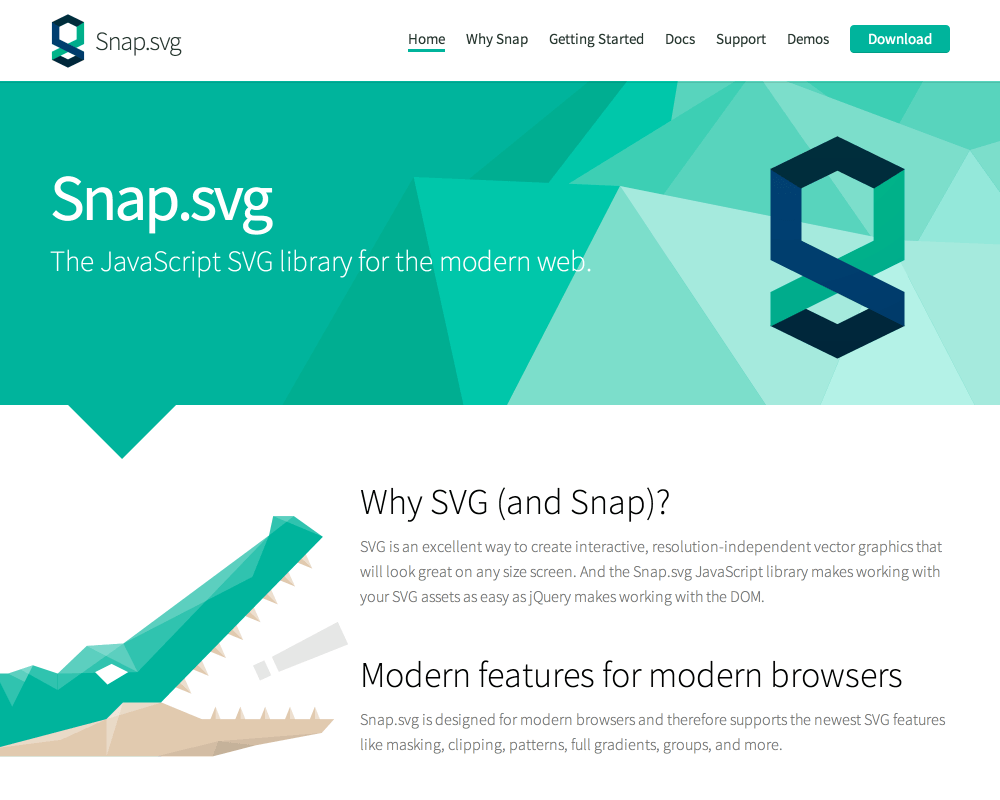 Snap.svg
Home Why Snap Getting Started Docs Support Demos Download
Snap.svg
The JavaScript SVG library for the modern web.
Why SVG (and Snap)?
SVG is an excellent way to create interactive, resolution-independent vector graphics that
will look great on any size screen. And the Snap.svg JavaScript library makes working with
your SVG assets as easy as jQuery makes working with the DOM.
Modern features for modern browsers
Snap.svg is designed for modern browsers and therefore supports the newest SVG features
like masking, clipping, patterns, full gradients, groups, and more.